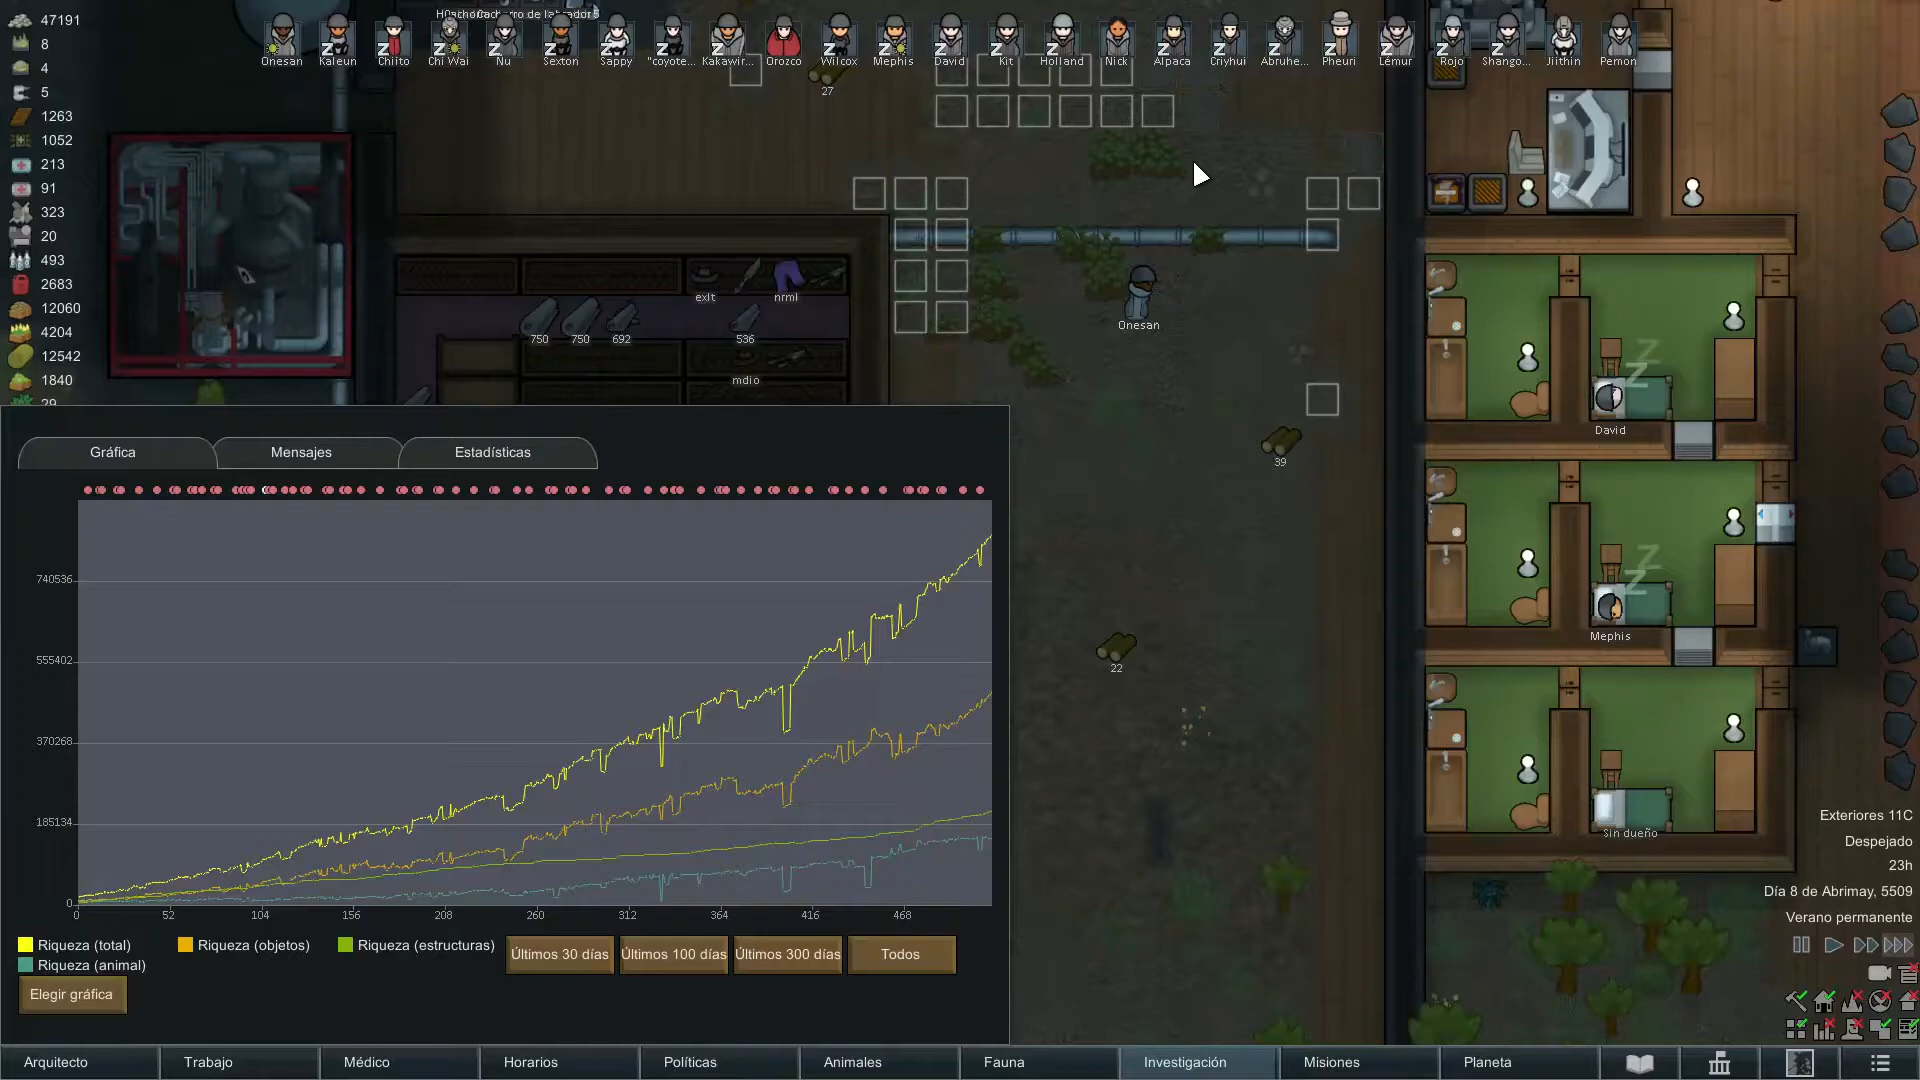 47191
8
4
5
1263
1052
213
91
323
20
493
2683
12060
4204
12542
1840
29
Onesan Kaleun Chiito Chi Wai Nu Sexton Sappy "coyote... Kakawir... Orozco Wilcox Mephis David Kit Holland Nick Alpaca Criyhui Abruhe... Pheuri Lémur Rojo Shango... Jiithin Pemon
27
exlt nrml
750 750 692 536
mdio
Onesan
39
22
David
Mephis
Sin dueño
Gráfica Mensajes Estadísticas
740536
555402
370268
185134
0
0 52 104 156 208 260 312 364 416 468
Riqueza (total) Riqueza (objetos) Riqueza (estructuras)
Riqueza (animal)
Últimos 30 días Últimos 100 días Últimos 300 días Todos
Elegir gráfica
Exteriores 11C
Despejado
23h
Día 8 de Abrimay, 5509
Verano permanente
Arquitecto Trabajo Médico Horarios Políticas Animales Fauna Investigación Misiones Planeta